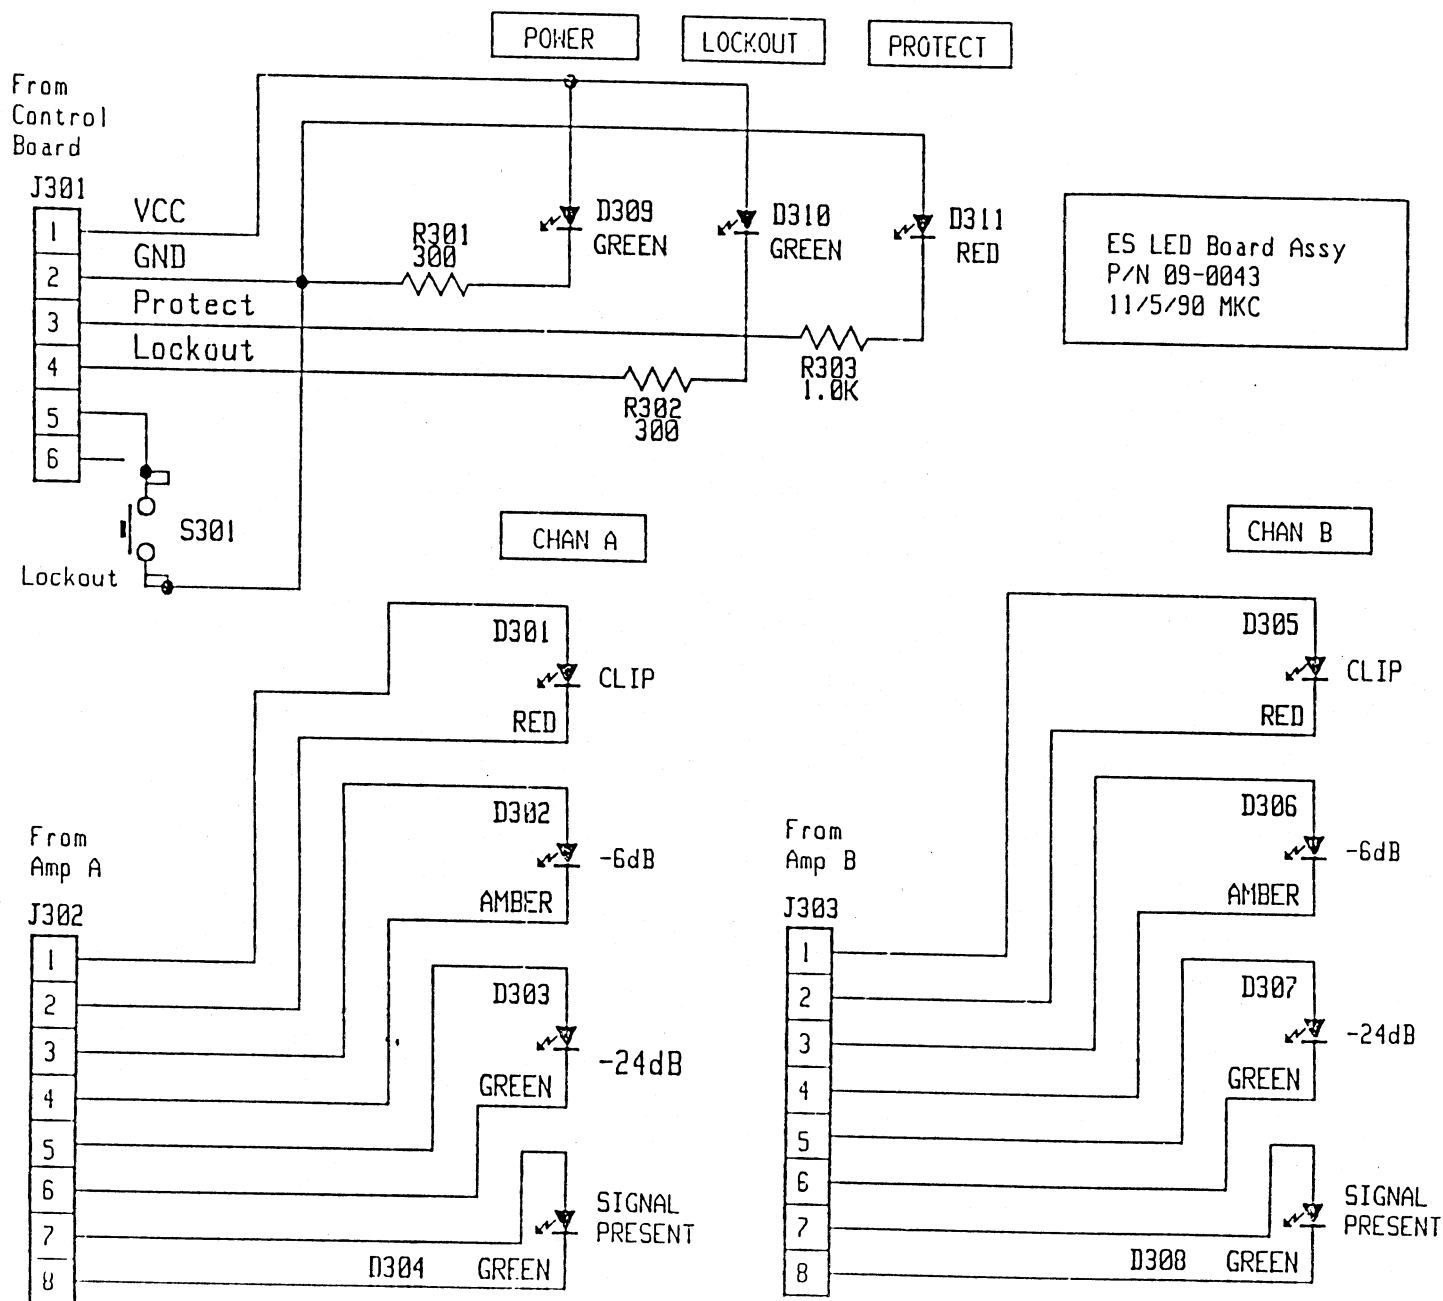 POWER
LOCKOUT
PROTECT
From
Control
Board
J301
1
VCC
2
GND
3
Protect
4
Lockout
5
6
R301
300
D309
GREEN
D310
GREEN
D311
RED
R303
1.0K
R302
300
ES LED Board Assy
P/N 09-0043
11/5/90 MKC
S301
Lockout
CHAN A
D301
CLIP
RED
D302
-6dB
AMBER
D303
-24dB
GREEN
SIGNAL
PRESENT
D304
GREEN
From
Amp A
J302
1
2
3
4
5
6
7
8
CHAN B
D305
CLIP
RED
D306
-6dB
AMBER
D307
-24dB
GREEN
SIGNAL
PRESENT
D308
GREEN
From
Amp B
J303
1
2
3
4
5
6
7
8